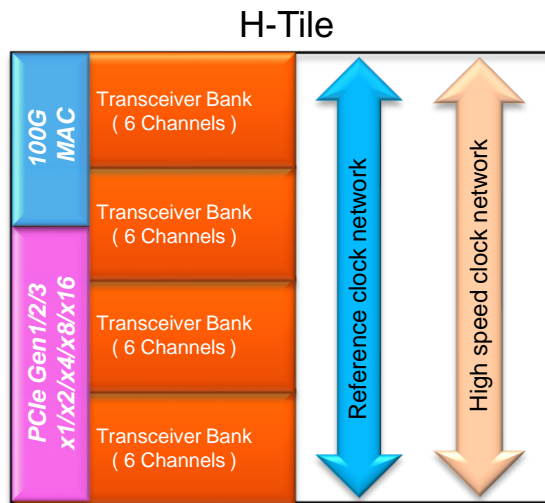 H-Tile
100G
MAC
PCIe Gen1/2/3
x1/x2/x4/x8/x16
Transceiver Bank
( 6 Channels )
Transceiver Bank
( 6 Channels )
Transceiver Bank
( 6 Channels )
Transceiver Bank
( 6 Channels )
Reference clock network
High speed clock network